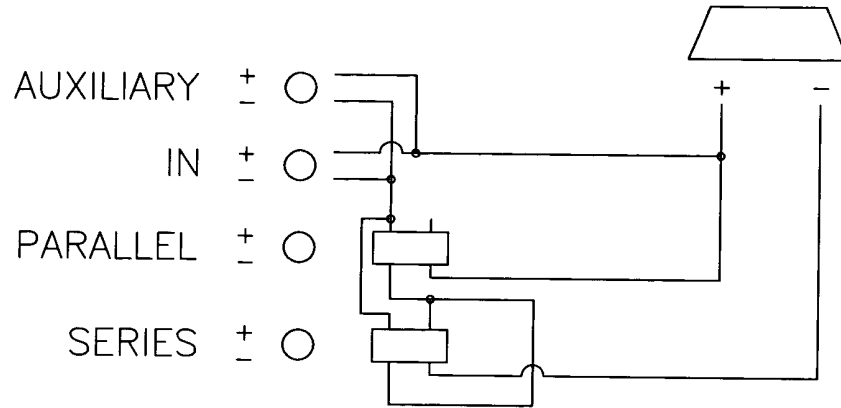 + −
AUXILIARY + −
IN + −
PARALLEL + −
SERIES + −